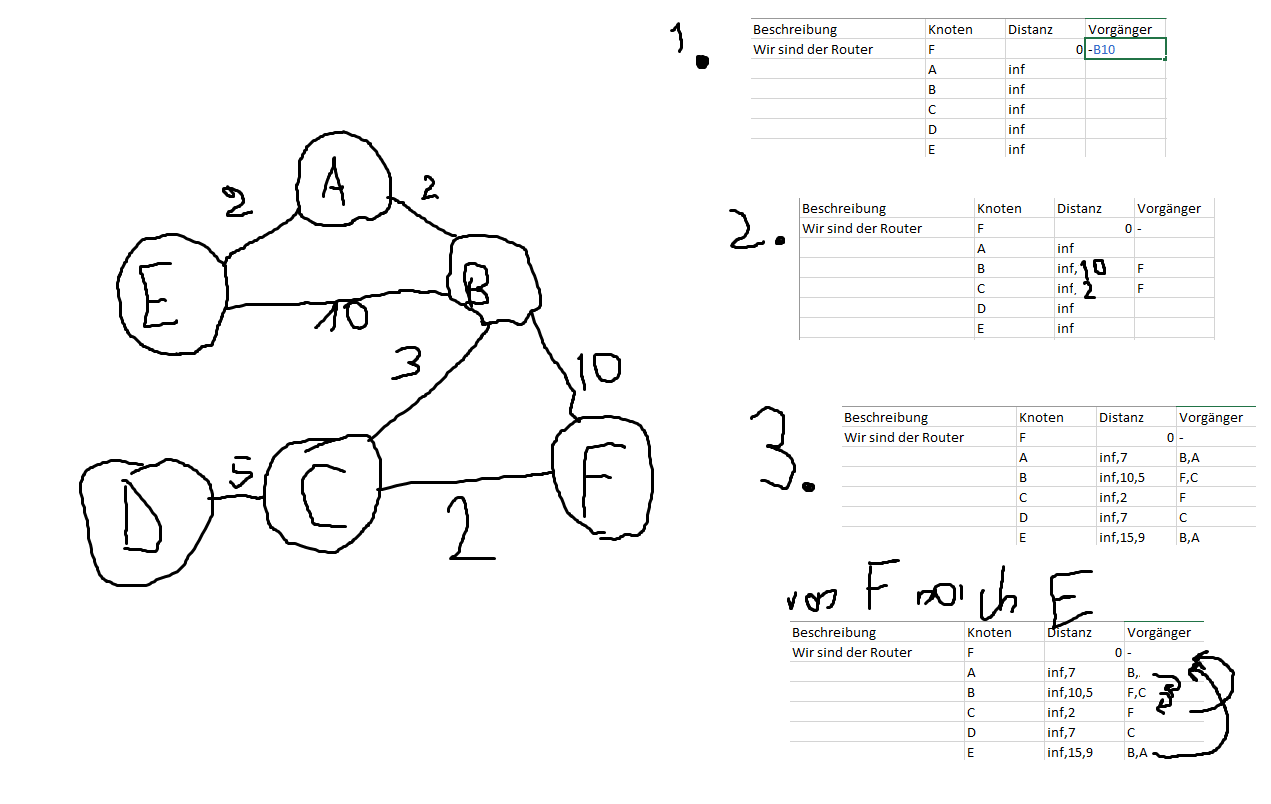 1.
Beschreibung Knoten Distanz Vorgänger
Wir sind der Router F 0 -B10
A inf
B inf
C inf
D inf
E inf
A
2 2
E B
10
3 10
D 5 C F
2
2.
Beschreibung Knoten Distanz Vorgänger
Wir sind der Router F 0 -
A inf
B inf,10 F
C inf,2 F
D inf
E inf
3.
Beschreibung Knoten Distanz Vorgänger
Wir sind der Router F 0 -
A inf,7 B,A
B inf,10,5 F,C
C inf,2 F
D inf,7 C
E inf,15,9 B,A
von F nach E
Beschreibung Knoten Distanz Vorgänger
Wir sind der Router F 0 -
A inf,7 B,
B inf,10,5 F,C
C inf,2 F
D inf,7 C
E inf,15,9 B,A